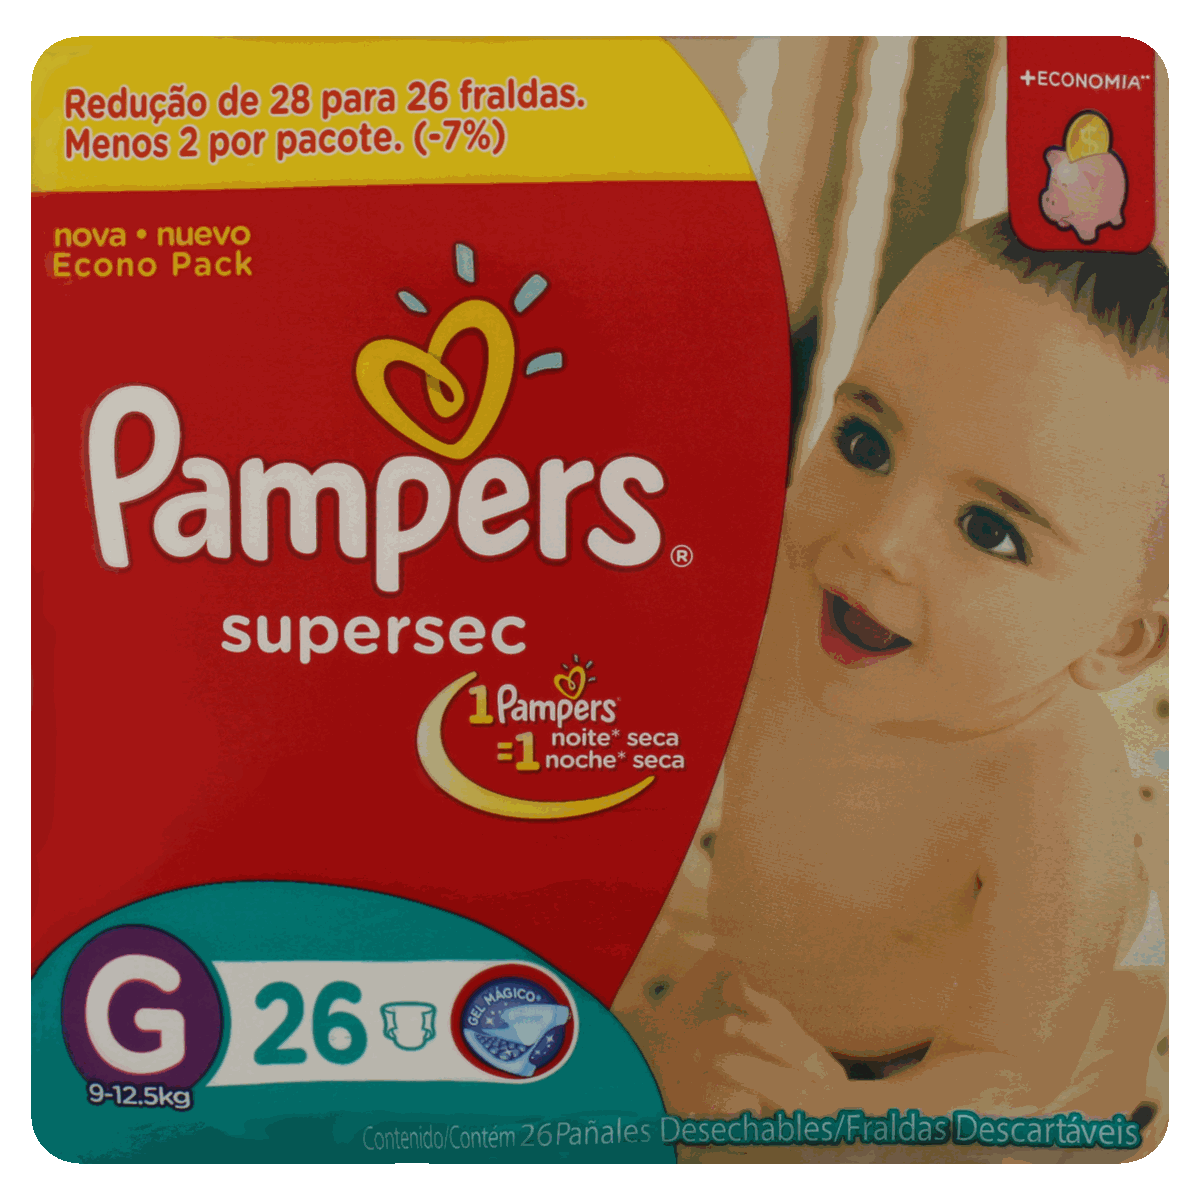 Redução de 28 para 26 fraldas.
Menos 2 por pacote. (-7%)
+ECONOMIA**
nova • nuevo
Econo Pack
Pampers®
supersec
1 Pampers
=1 noite* seca
noche* seca
G
9-12.5kg
26
GEL MÁGICO*
Contenido/Contém 26 Pañales Desechables/Fraldas Descartáveis